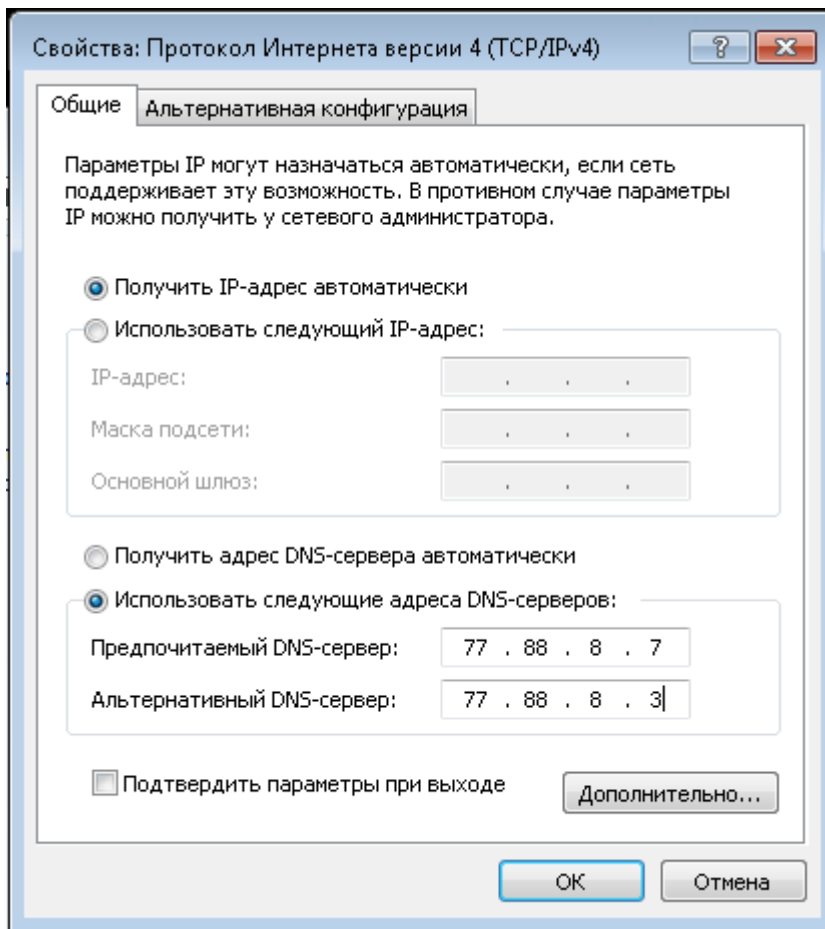 Свойства: Протокол Интернета версии 4 (TCP/IPv4)
?
Общие
Альтернативная конфигурация
Параметры IP могут назначаться автоматически, если сеть
поддерживает эту возможность. В противном случае параметры
IP можно получить у сетевого администратора.
Получить IP-адрес автоматически
Использовать следующий IP-адрес:
IP-адрес: . . .
Маска подсети: . . .
Основной шлюз: . . .
Получить адрес DNS-сервера автоматически
Использовать следующие адреса DNS-серверов:
Предпочитаемый DNS-сервер: 77 . 88 . 8 . 7
Альтернативный DNS-сервер: 77 . 88 . 8 . 3
Подтвердить параметры при выходе
Дополнительно...
ОК
Отмена